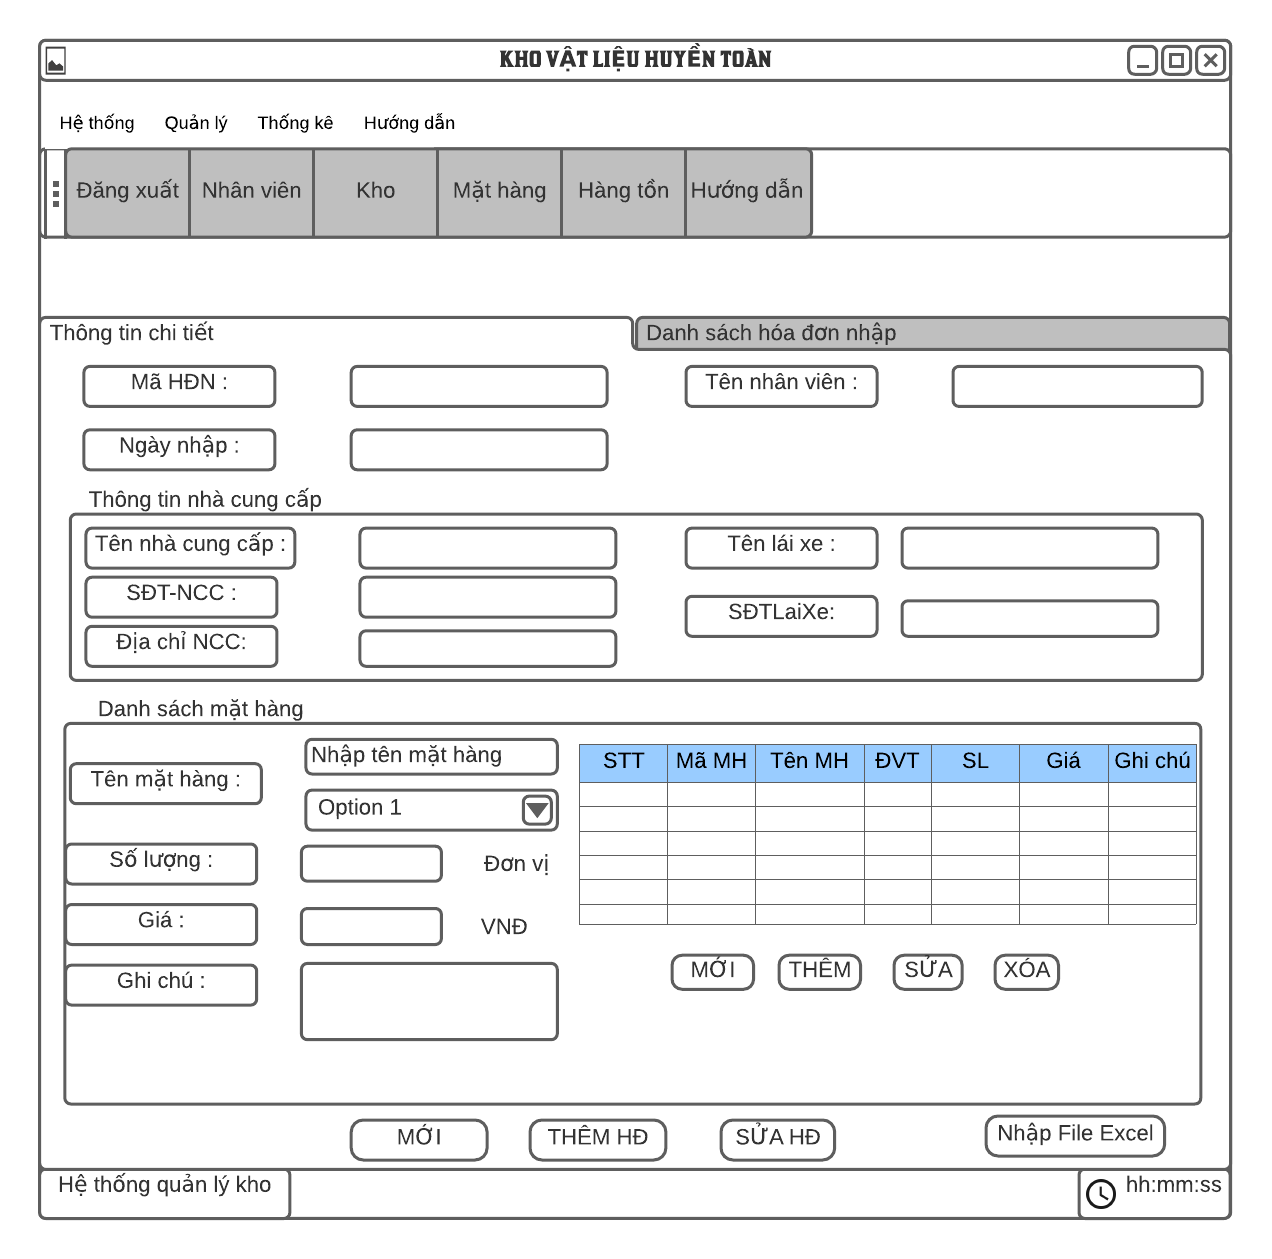 KHO VẬT LIỆU HUYỀN TOÀN
Hệ thống Quản lý Thống kê Hướng dẫn
Đăng xuất Nhân viên Kho Mặt hàng Hàng tồn Hướng dẫn
Thông tin chi tiết Danh sách hóa đơn nhập
Mã HĐN : Tên nhân viên :
Ngày nhập :
Thông tin nhà cung cấp
Tên nhà cung cấp : Tên lái xe :
SĐT-NCC : SĐTLaiXe:
Địa chỉ NCC:
Danh sách mặt hàng
Nhập tên mặt hàng
STT Mã MH Tên MH ĐVT SL Giá Ghi chú
Tên mặt hàng :
Option 1
Số lượng : Đơn vị
Giá : VNĐ
Ghi chú :
MỚI THÊM SỬA XÓA
MỚI THÊM HĐ SỬA HĐ Nhập File Excel
Hệ thống quản lý kho hh:mm:ss